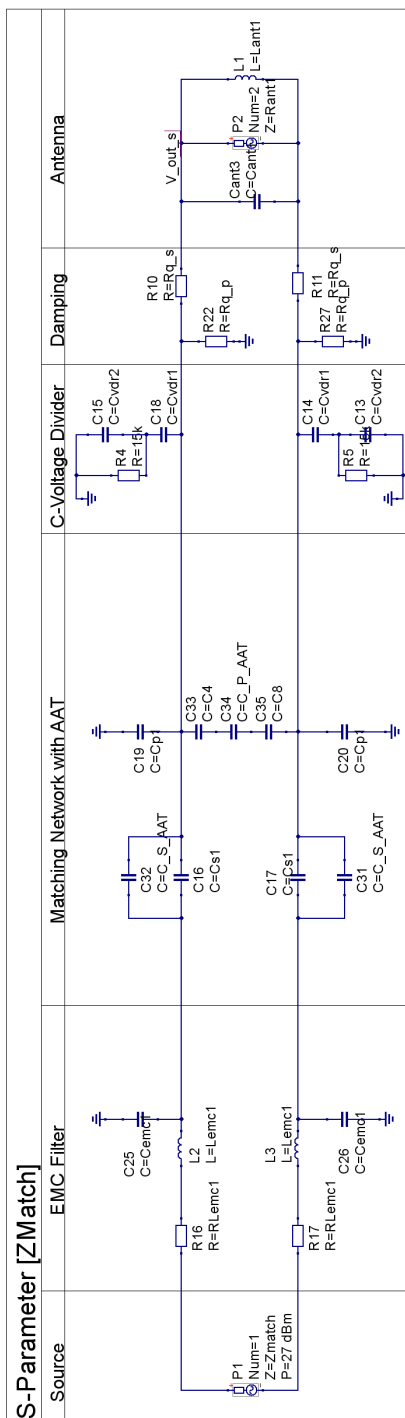 S-Parameter [ZMatch]
Source
EMC Filter
Matching Network with AAT
C-Voltage Divider
Damping
Antenna
P1
Num=1
Z=Zmatch
P=27 dBm
C25
C=Cemc1
R16
R=RLemc1
L2
L=Lemc1
R17
R=RLemc1
L3
L=Lemc1
C26
C=Cemc1
C32
C=C_S_AAT
C16
C=Cs1
C17
C=Cs1
C31
C=C_S_AAT
C19
C=Cp1
C33
C=C4
C34
C=C_P_AAT
C35
C=C8
C20
C=Cp1
C15
C=Cvdr2
R4
R=15k
C18
C=Cvdr1
C14
C=Cvdr1
C13
C=Cvdr2
R5
R=15k
R10
R=Rq_s
R22
R=Rq_p
R11
R=Rq_s
R27
R=Rq_p
V_out_s
Cant3
P2
Num=2
Z=Rant1
L1
L=Lant1